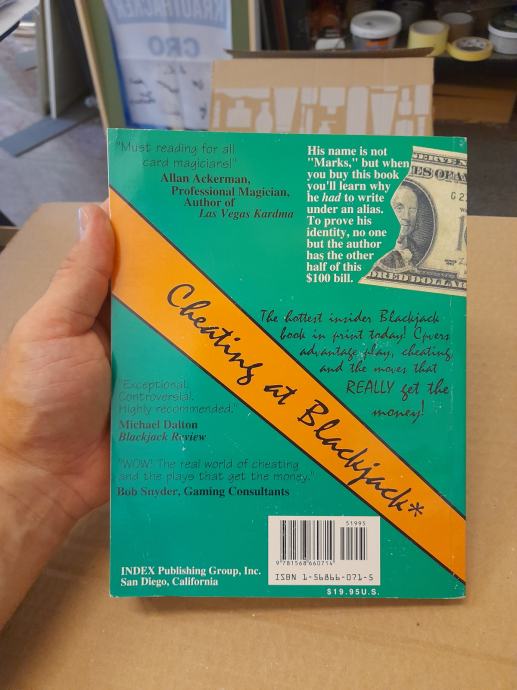 KRAUTHACKER
CRO
"Must reading for all
card magicians!"
Allan Ackerman,
Professional Magician,
Author of
Las Vegas Kardma
His name is not
"Marks," but when
you buy this book
you'll learn why
he had to write
under an alias.
To prove his
identity, no one
but the author
has the other
half of this
$100 bill.
The hottest insider Blackjack
book in print today! Covers
advantage play, cheating,
and the moves that
REALLY get the
money!
Cheating at Blackjack*
"Exceptional.
Controversial.
Highly recommended."
Michael Dalton
Blackjack Review
"WOW! The real world of cheating
and the plays that get the money."
Bob Snyder, Gaming Consultants
INDEX Publishing Group, Inc.
San Diego, California
51995
9 781568 660714
ISBN 1-56866-071-5
$19.95U.S.